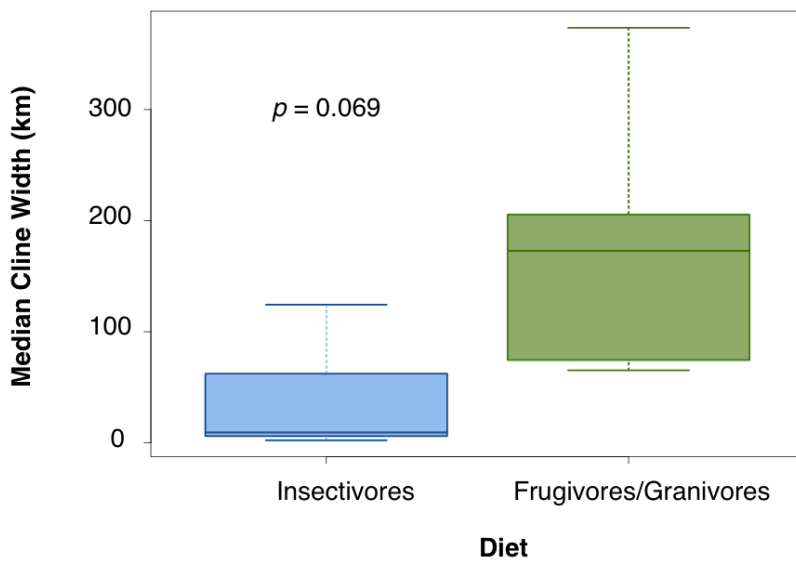 Median Cline Width (km)
300
200
100
0
p = 0.069
Insectivores
Frugivores/Granivores
Diet